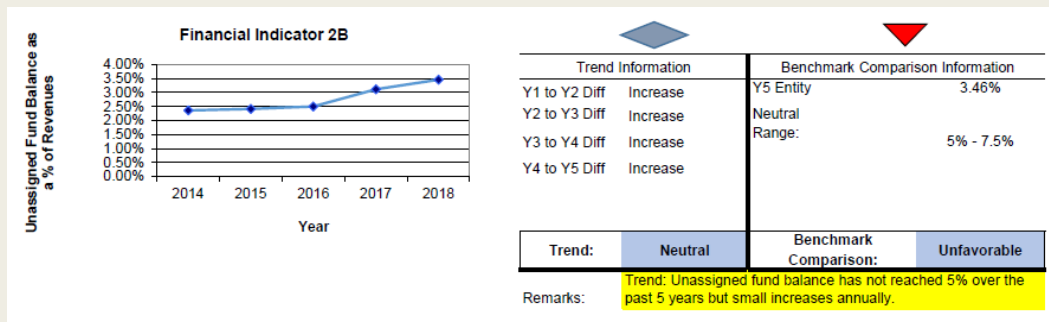 Financial Indicator 2B
Unassigned Fund Balance as
a % of Revenues
4.00%
3.50%
3.00%
2.50%
2.00%
1.50%
1.00%
0.50%
0.00%
2014 2015 2016 2017 2018
Year
Trend Information
Y1 to Y2 Diff Increase
Y2 to Y3 Diff Increase
Y3 to Y4 Diff Increase
Y4 to Y5 Diff Increase
Benchmark Comparison Information
Y5 Entity 3.46%
Neutral
Range:
5% - 7.5%
Trend: Neutral
Benchmark
Comparison: Unfavorable
Remarks:
Trend: Unassigned fund balance has not reached 5% over the
past 5 years but small increases annually.